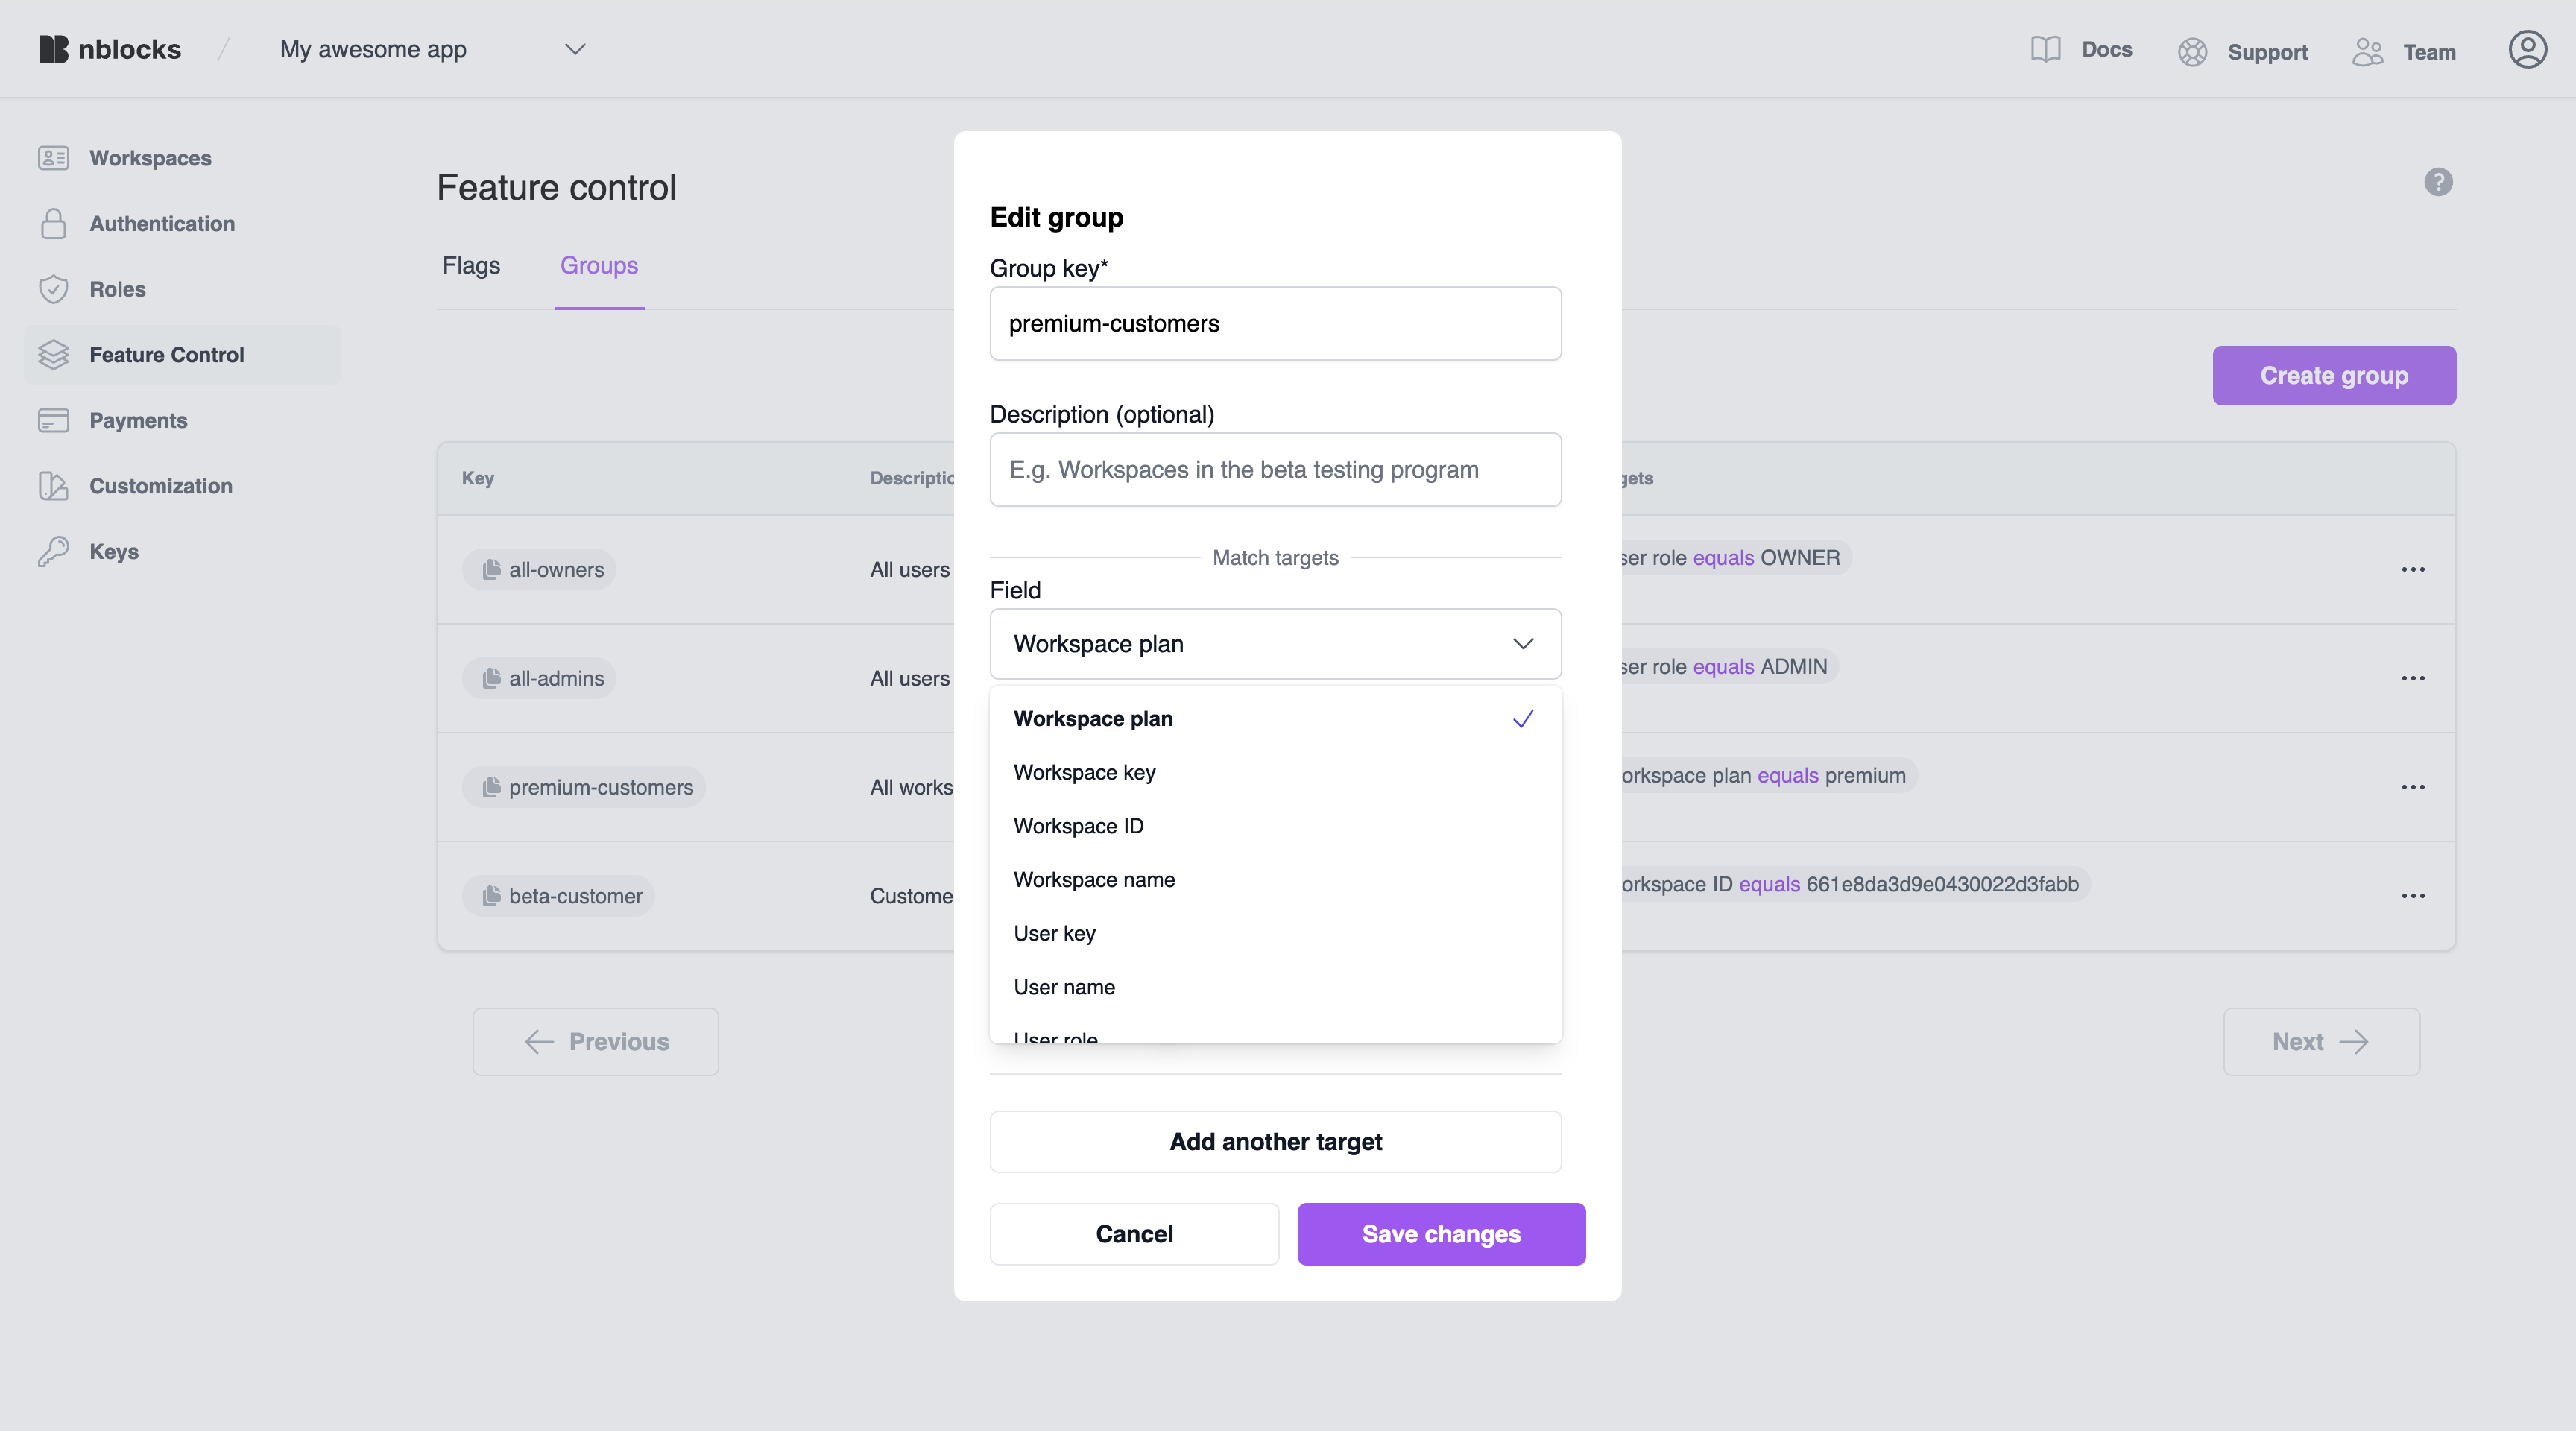 nblocks
My awesome app
Docs
Support
Team
Workspaces
Authentication
Roles
Feature Control
Payments
Customization
Keys
Feature control
?
Flags
Groups
Create group
Key
Descriptio
gets
all-owners
All users
ser role equals OWNER
all-admins
All users
ser role equals ADMIN
premium-customers
All works
orkspace plan equals premium
beta-customer
Custome
orkspace ID equals 661e8da3d9e0430022d3fabb
Previous
Next
Edit group
Group key*
premium-customers
Description (optional)
E.g. Workspaces in the beta testing program
Match targets
Field
Workspace plan
Workspace plan
Workspace key
Workspace ID
Workspace name
User key
User name
User role
Add another target
Cancel
Save changes